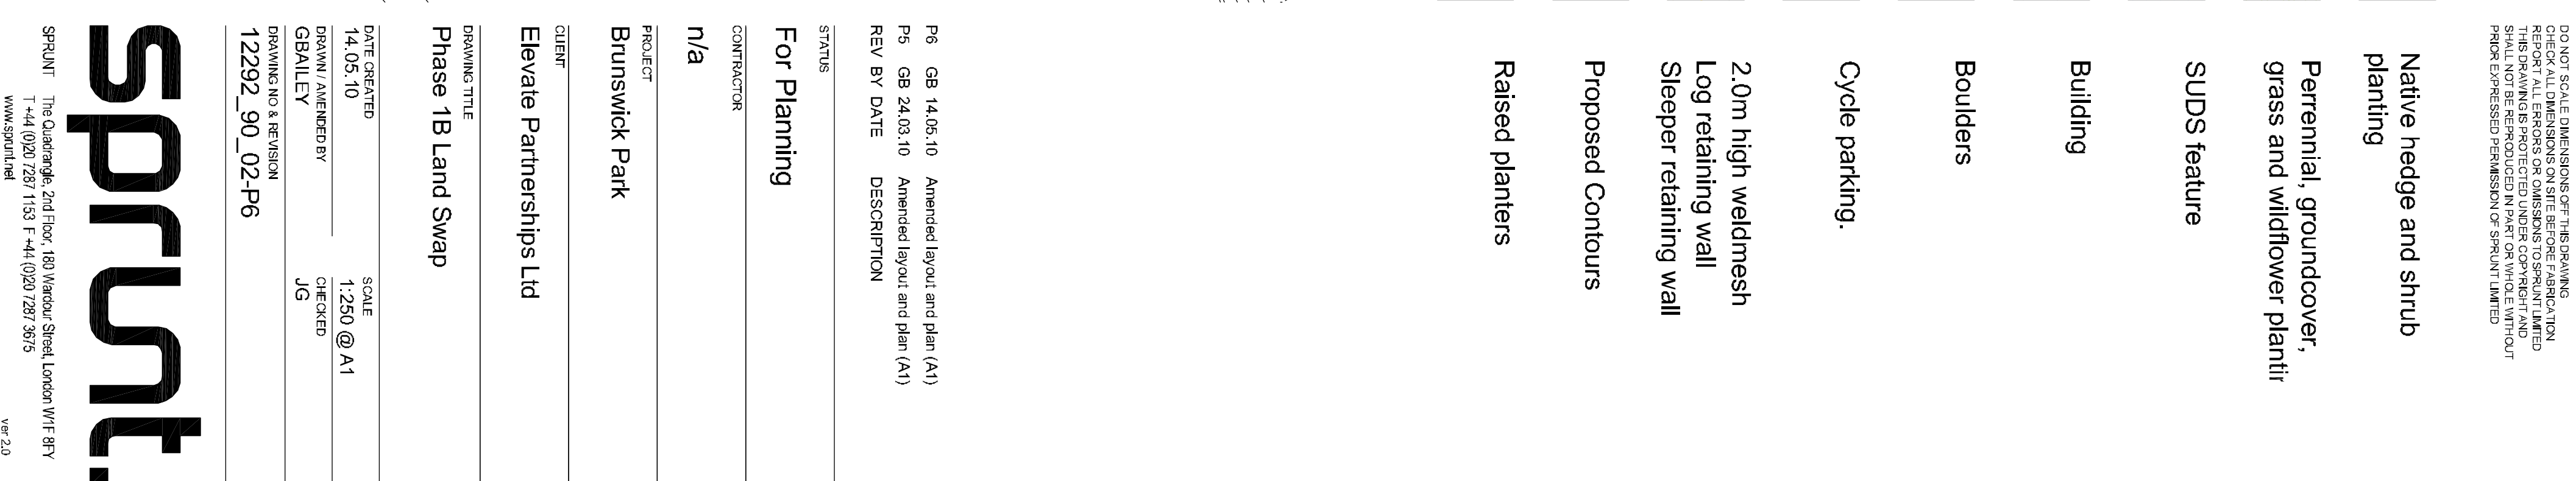 DO NOT SCALE DIMENSIONS OFF THIS DRAWING
CHECK ALL DIMENSIONS ON SITE BEFORE FABRICATION
REPORT ALL ERRORS OR OMISSIONS TO SPRUNT LIMITED
THIS DRAWING IS PROTECTED UNDER COPYRIGHT AND
SHALL NOT BE REPRODUCED IN PART OR WHOLE WITHOUT
PRIOR EXPRESSED PERMISSION OF SPRUNT LIMITED
Native hedge and shrub
planting
Perrennial, groundcover,
grass and wildflower plantir
SUDS feature
Building
Boulders
Cycle parking.
2.0m high weldmesh
Log retaining wall
Sleeper retaining wall
Proposed Contours
Raised planters
P6 GB 14.05.10 Amended layout and plan (A1)
P5 GB 24.03.10 Amended layout and plan (A1)
REV BY DATE DESCRIPTION
STATUS
For Planning
CONTRACTOR
n/a
PROJECT
Brunswick Park
CLIENT
Elevate Partnerships Ltd
DRAWING TITLE
Phase 1B Land Swap
DATE CREATED SCALE
14.05.10 1:250 @ A1
DRAWN / AMENDED BY CHECKED
GBAILEY JG
DRAWING NO & REVISION
12292_90_02-P6
sprunt.
SPRUNT The Quadrangle, 2nd Floor, 180 Wardour Street, London W1F 8FY
T +44 (0)20 7287 1153 F +44 (0)20 7287 3675
www.sprunt.net ver 2.0